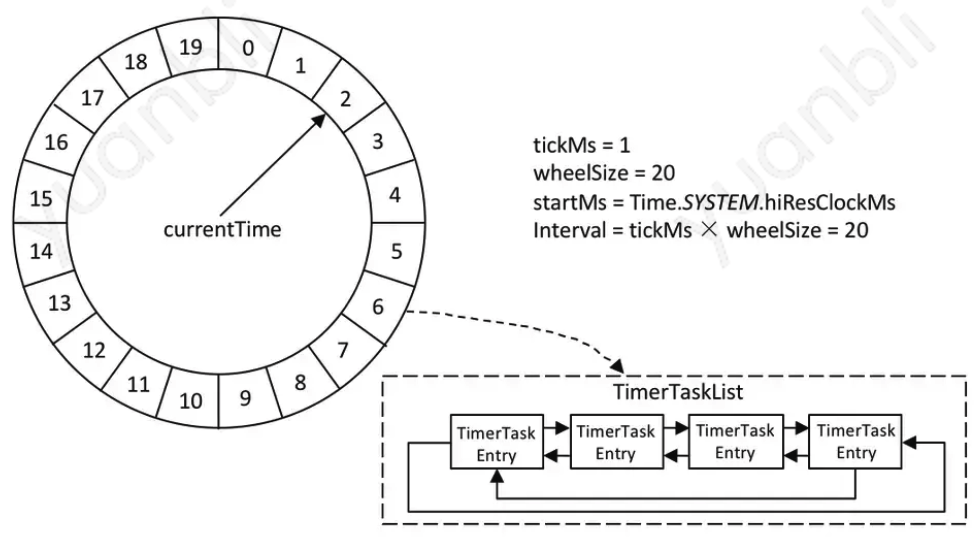 19
0
1
2
3
4
5
6
7
8
9
10
11
12
13
14
15
16
17
18
currentTime
tickMs = 1
wheelSize = 20
startMs = Time.SYSTEM.hiResClockMs
Interval = tickMs × wheelSize = 20
TimerTaskList
TimerTask
Entry
TimerTask
Entry
TimerTask
Entry
TimerTask
Entry
yuanbli
yuanbli